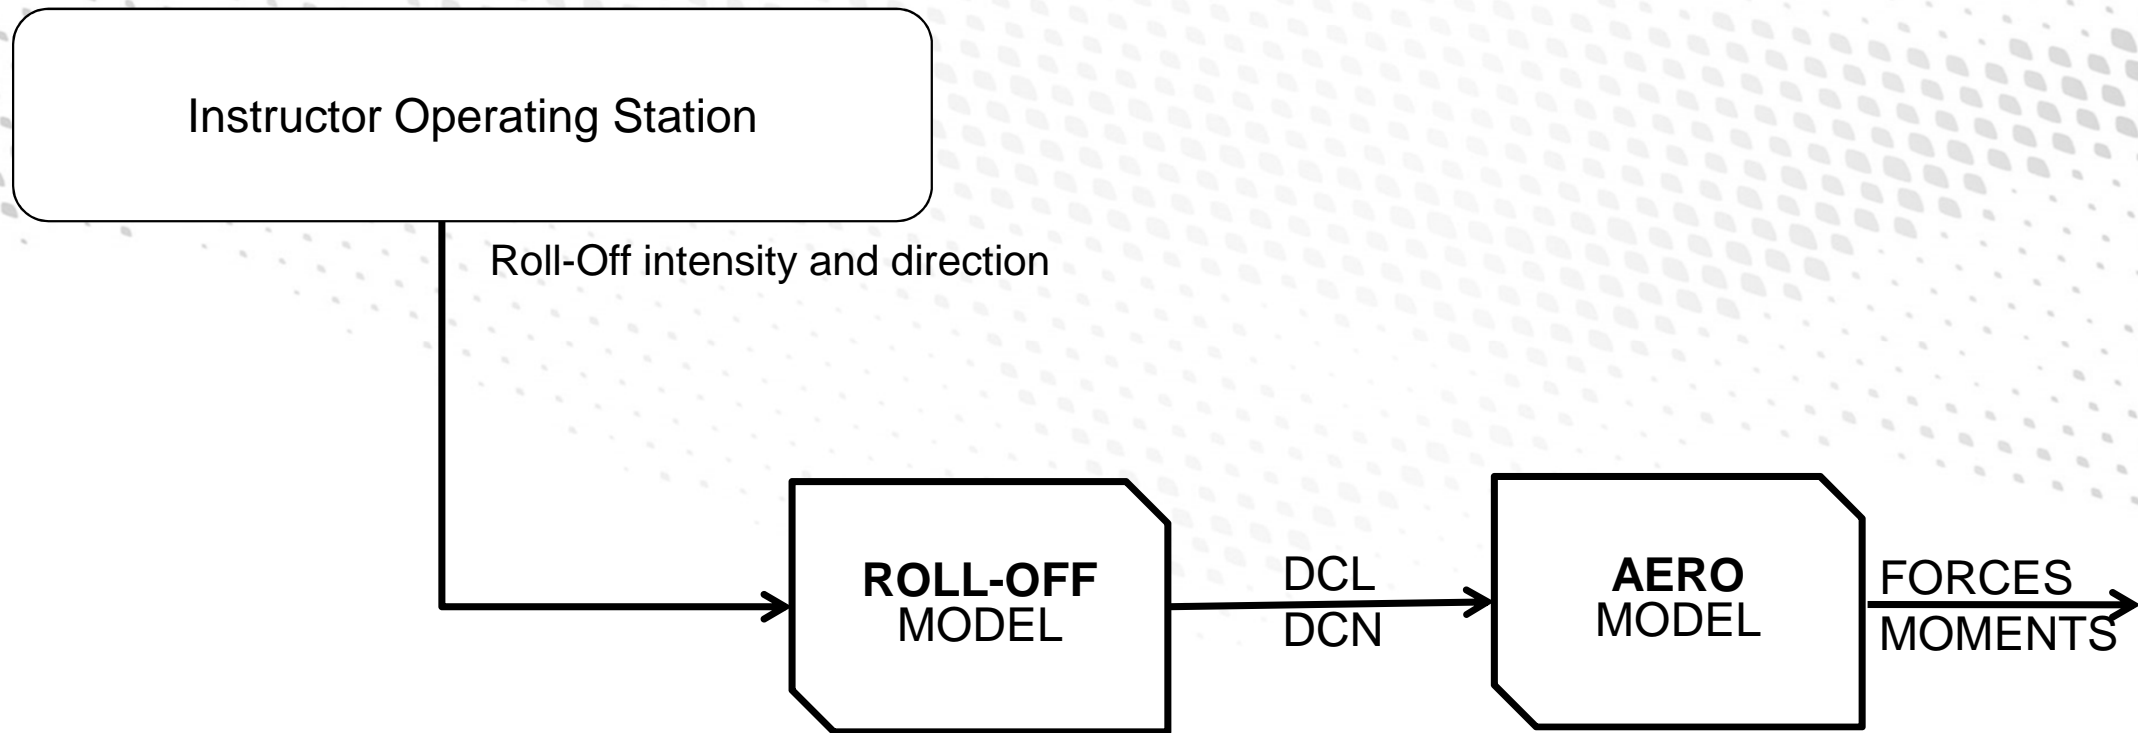 Instructor Operating Station
Roll-Off intensity and direction
ROLL-OFF
MODEL
DCL
DCN
AERO
MODEL
FORCES
MOMENTS